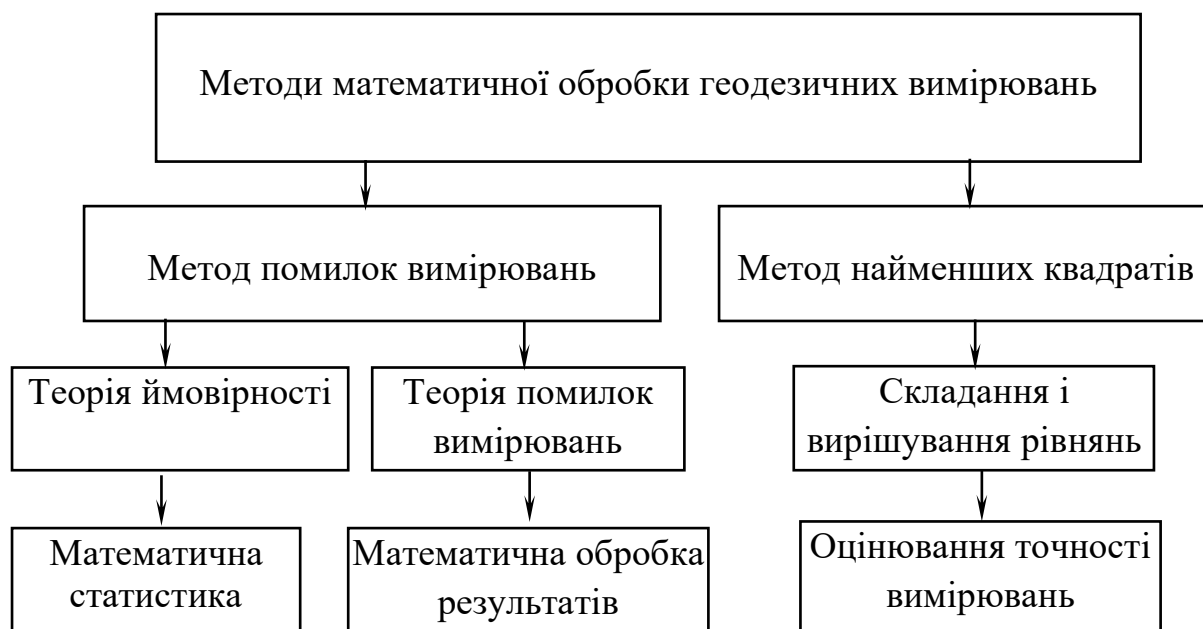 Методи математичної обробки геодезичних вимірювань
Метод помилок вимірювань
Метод найменших квадратів
Теорія ймовірності
Теорія помилок
вимірювань
Складання і
вирішування рівнянь
Математична
статистика
Математична обробка
результатів
Оцінювання точності
вимірювань